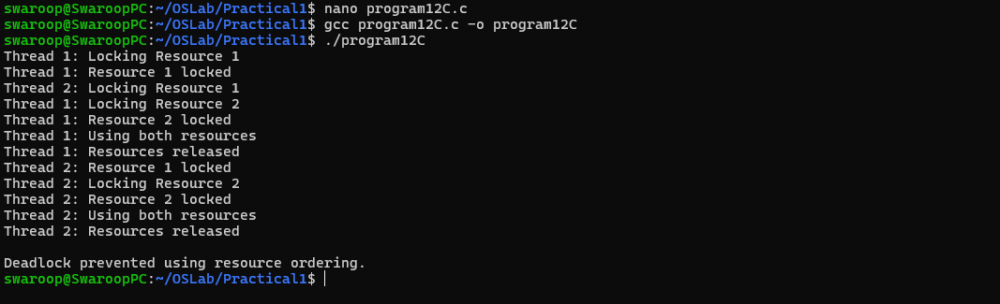 swaroop@SwaroopPC:~/OSLab/Practical1$ nano program12C.c
swaroop@SwaroopPC:~/OSLab/Practical1$ gcc program12C.c -o program12C
swaroop@SwaroopPC:~/OSLab/Practical1$ ./program12C
Thread 1: Locking Resource 1
Thread 1: Resource 1 locked
Thread 2: Locking Resource 1
Thread 1: Locking Resource 2
Thread 1: Resource 2 locked
Thread 1: Using both resources
Thread 1: Resources released
Thread 2: Resource 1 locked
Thread 2: Locking Resource 2
Thread 2: Resource 2 locked
Thread 2: Using both resources
Thread 2: Resources released
Deadlock prevented using resource ordering.
swaroop@SwaroopPC:~/OSLab/Practical1$